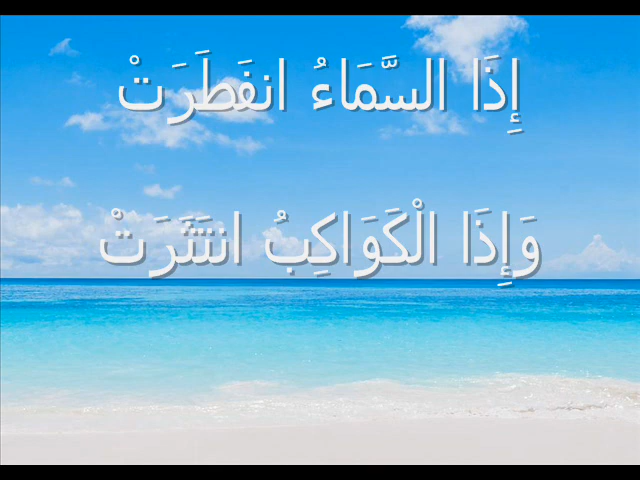 إِذَا السَّمَاءُ انفَطَرَتْ
وَإِذَا الْكَوَاكِبُ انتَثَرَتْ